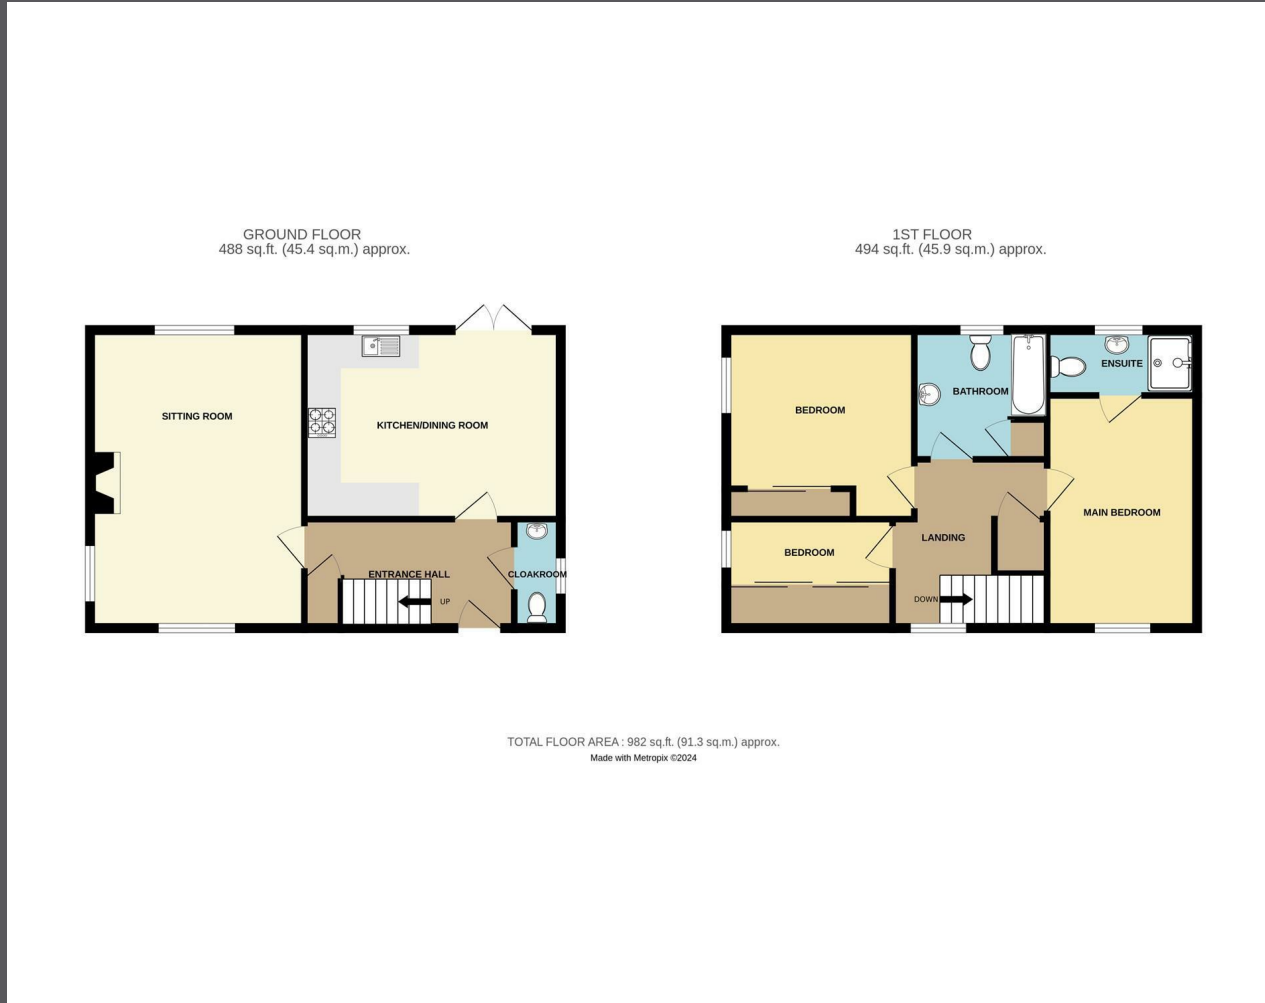 GROUND FLOOR
488 sq.ft. (45.4 sq.m.) approx.
SITTING ROOM
KITCHEN/DINING ROOM
ENTRANCE HALL
CLOAKROOM
UP
1ST FLOOR
494 sq.ft. (45.9 sq.m.) approx.
BEDROOM
BATHROOM
ENSUITE
MAIN BEDROOM
LANDING
BEDROOM
DOWN
TOTAL FLOOR AREA : 982 sq.ft. (91.3 sq.m.) approx.
Made with Metropix ©2024